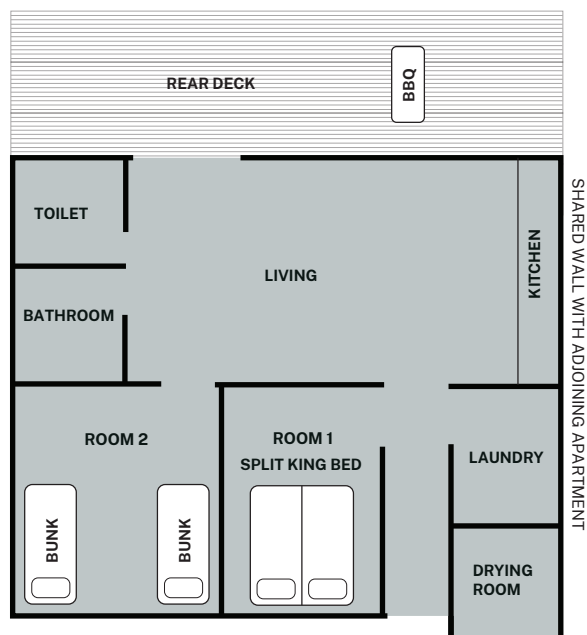 REAR DECK
BBQ
TOILET
LIVING
KITCHEN
BATHROOM
SHARED WALL WITH ADJOINING APARTMENT
ROOM 2
ROOM 1
SPLIT KING BED
LAUNDRY
BUNK
BUNK
DRYING
ROOM